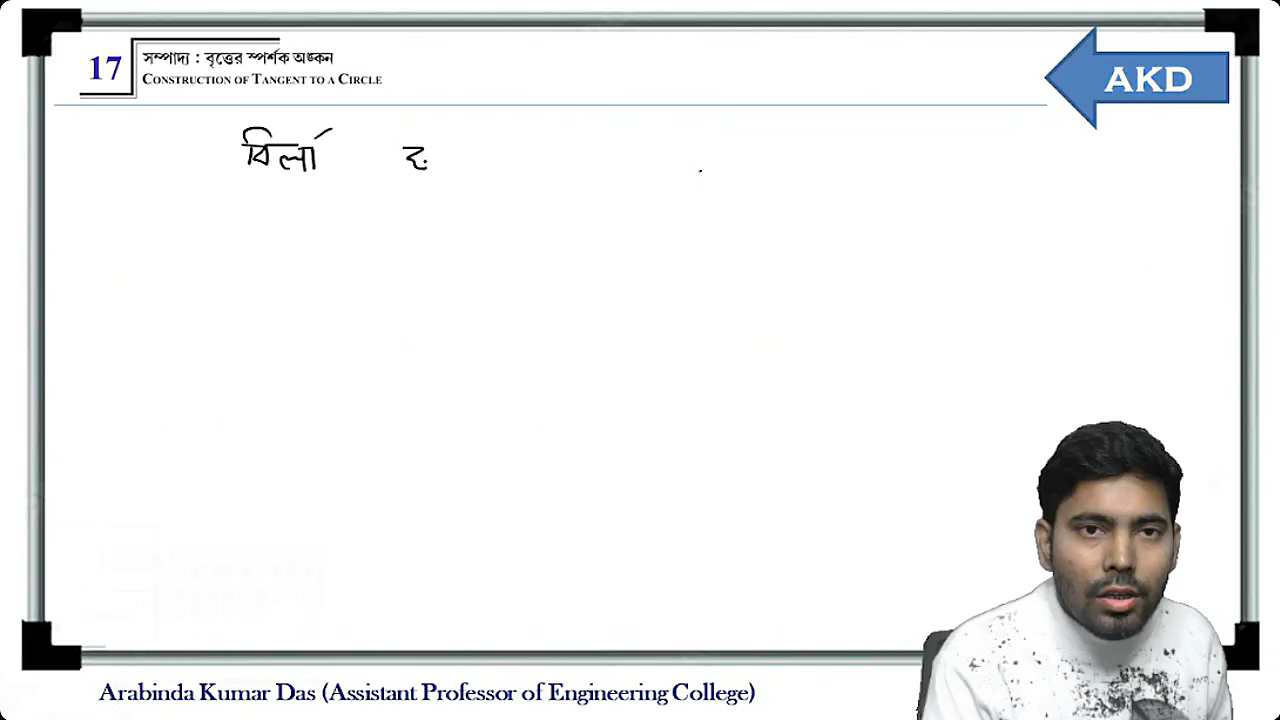 17
সম্পাদ্য : বৃত্তের স্পর্শক অঙ্কন
CONSTRUCTION OF TANGENT TO A CIRCLE
AKD
Arabinda Kumar Das (Assistant Professor of Engineering College)